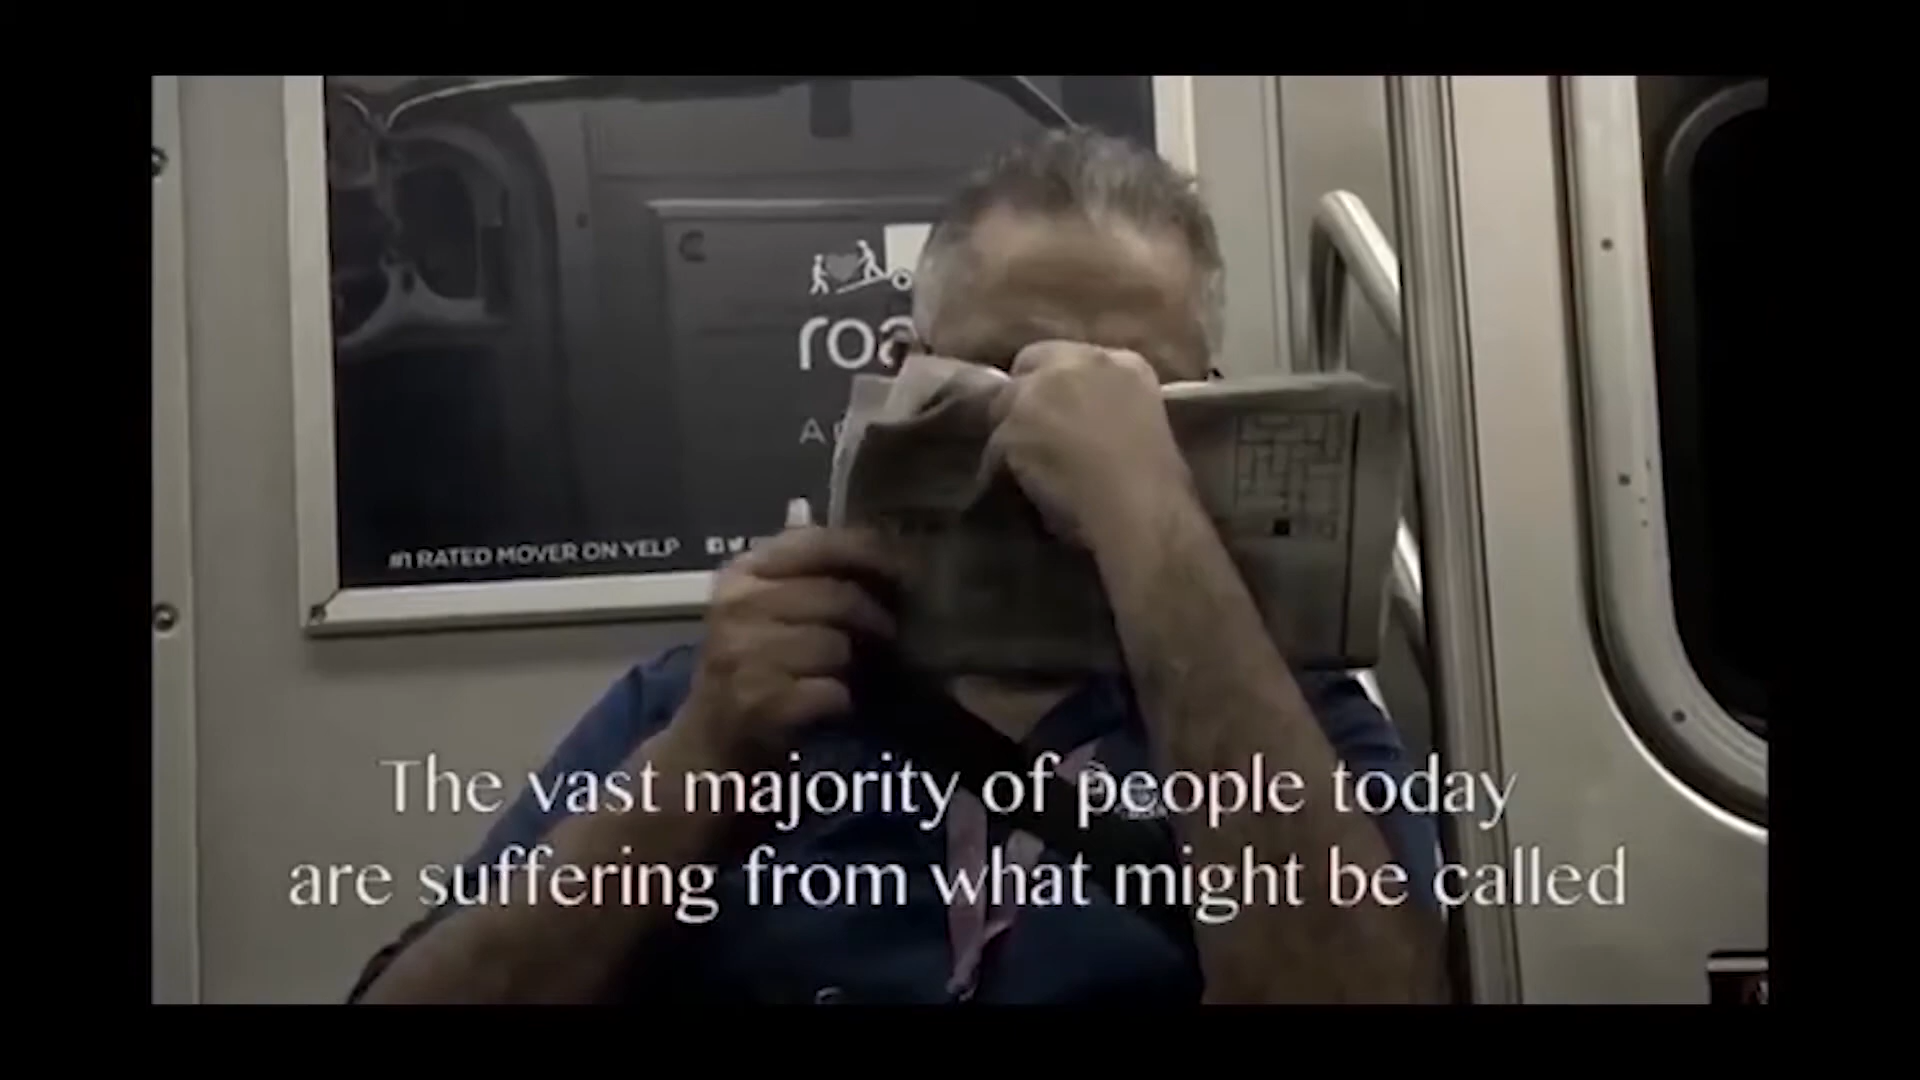 roa
A
#1 RATED MOVER ON YELP
The vast majority of people today
are suffering from what might be called